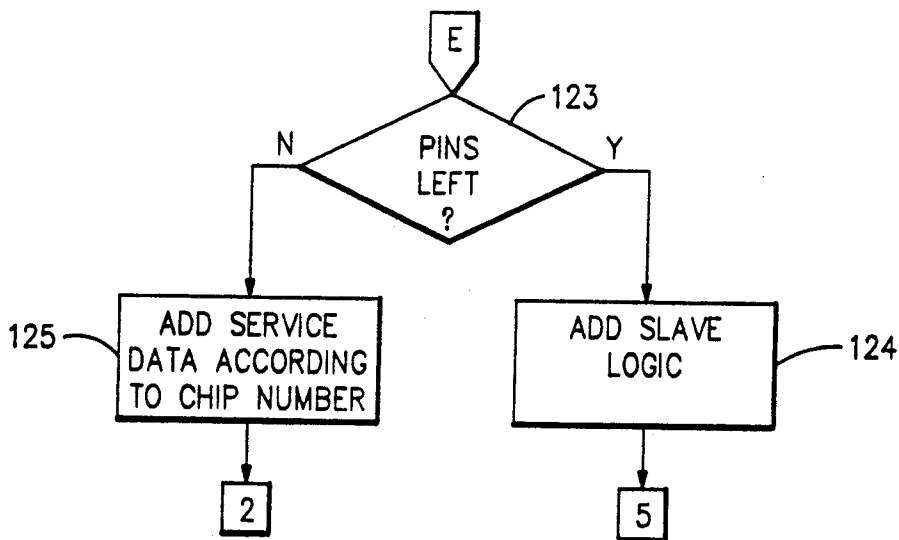 E
123
N
PINS
LEFT
?
Y
125
ADD SERVICE
DATA ACCORDING
TO CHIP NUMBER
ADD SLAVE
LOGIC
124
2
5